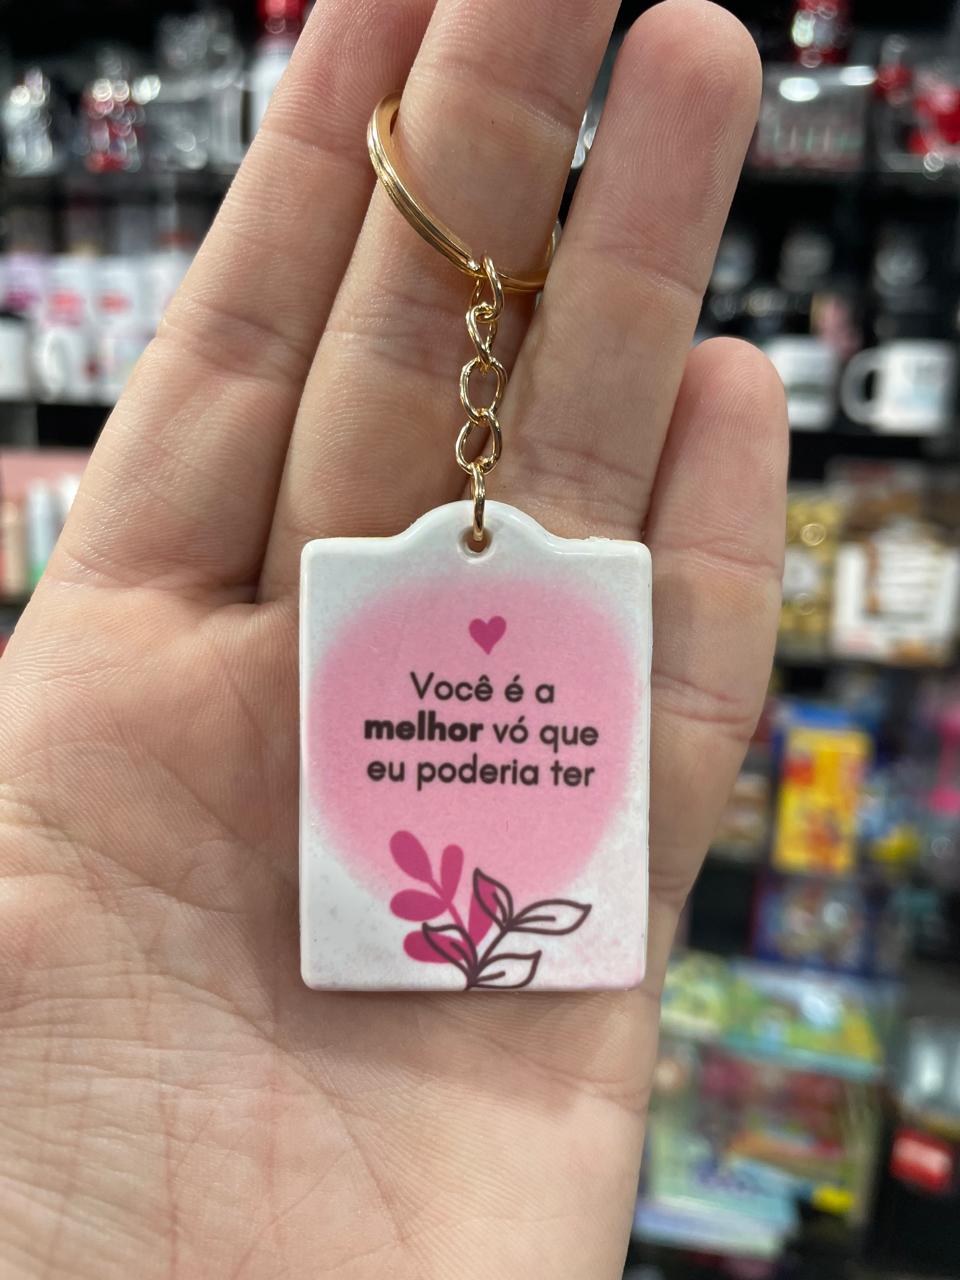 Você é a
melhor vó que
eu poderia ter